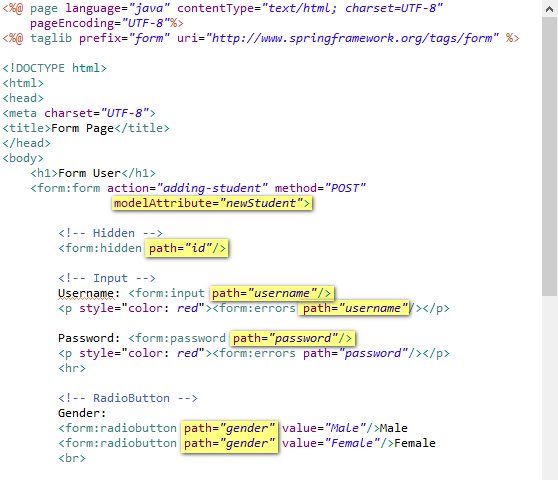 <%@ page language="java" contentType="text/html; charset=UTF-8"
pageEncoding="UTF-8"%>
<%@ taglib prefix="form" uri="http://www.springframework.org/tags/form" %>
<!DOCTYPE html>
<html>
<head>
<meta charset="UTF-8">
<title>Form Page</title>
</head>
<body>
<h1>Form User</h1>
<form:form action="adding-student" method="POST"
modelAttribute="newStudent">
<!-- Hidden -->
<form:hidden path="id"/>
<!-- Input -->
Username: <form:input path="username"/>
<p style="color: red"><form:errors path="username"/></p>
Password: <form:password path="password"/>
<p style="color: red"><form:errors path="password"/></p>
<hr>
<!-- RadioButton -->
Gender:
<form:radiobutton path="gender" value="Male"/>Male
<form:radiobutton path="gender" value="Female"/>Female
<br>